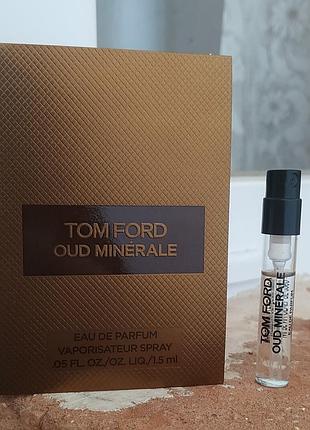 TOM FORD
OUD MINÉRALE
EAU DE PARFUM
VAPORISATEUR SPRAY
.05 FL. OZ./OZ. LIQ./1.5 ml
TOM FORD
OUD MINÉRALE